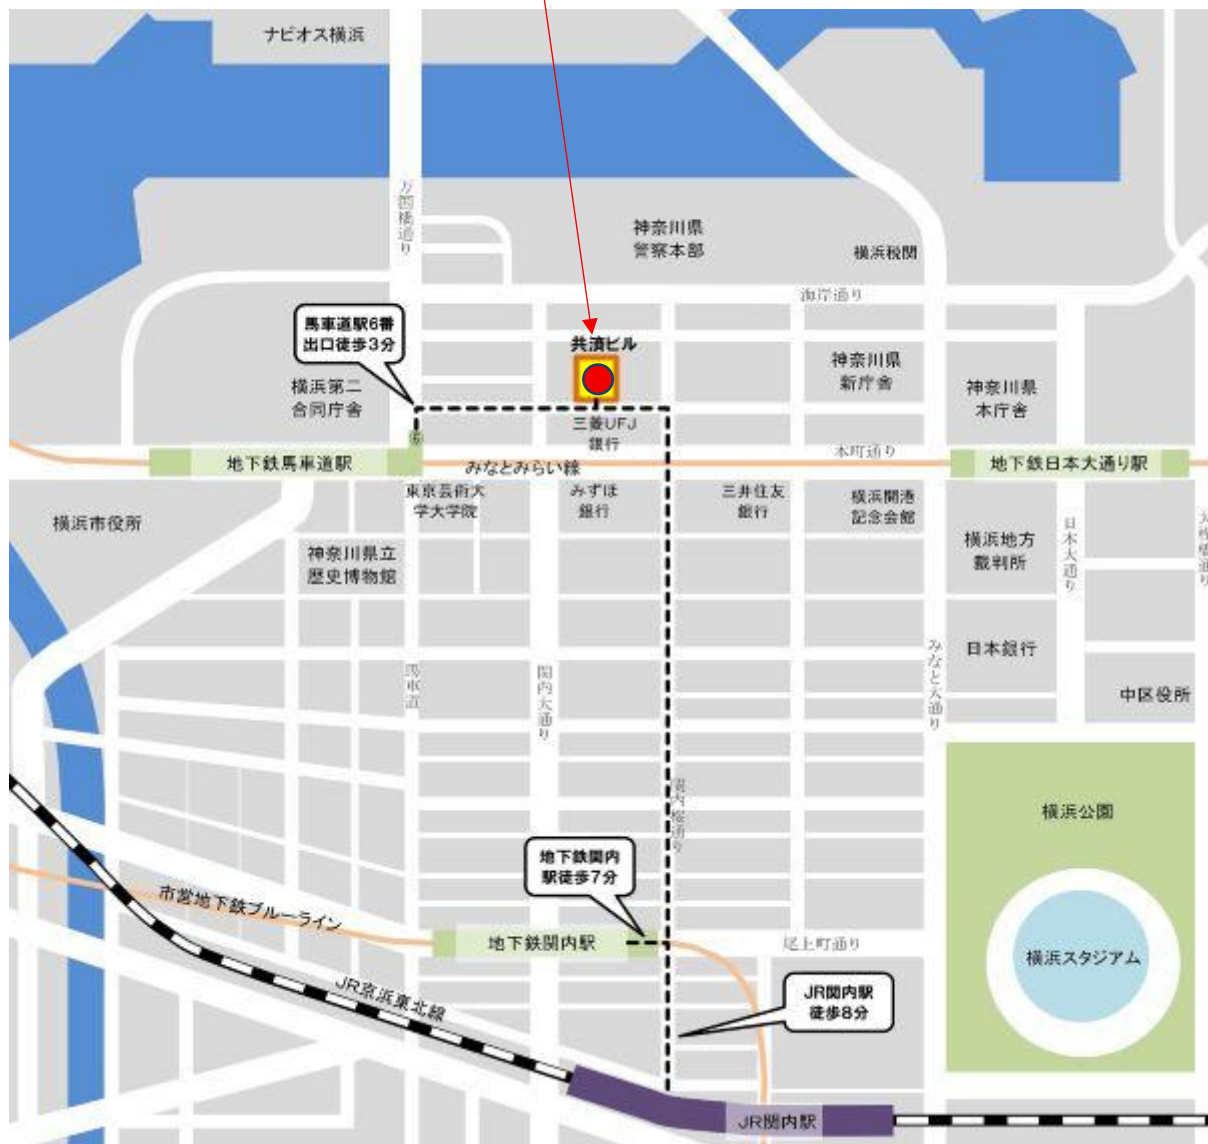 ナビオス横浜
万国橋通り
神奈川県
警察本部
横浜税関
海岸通り
馬車道駅6番
出口徒歩3分
共済ビル
横浜第二
合同庁舎
神奈川県
新庁舎
神奈川県
本庁舎
三菱UFJ
銀行
6
本町通り
地下鉄馬車道駅
みなとみらい線
地下鉄日本大通り駅
横浜市役所
東京芸術大
学大学院
みずほ
銀行
三井住友
銀行
横浜開港
記念会館
神奈川県立
歴史博物館
横浜地方
裁判所
日本大通り
大桟橋通り
日本銀行
馬車道
関内大通り
みなと大通り
中区役所
関内桜通り
横浜公園
地下鉄関内
駅徒歩7分
市営地下鉄ブルーライン
地下鉄関内駅
尾上町通り
横浜スタジアム
JR京浜東北線
JR関内駅
徒歩8分
JR関内駅